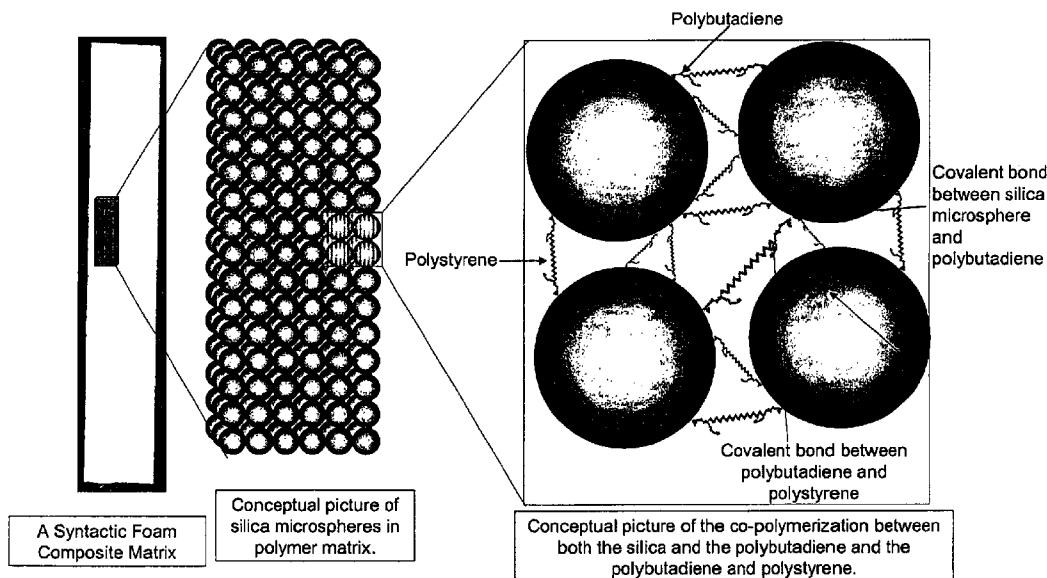 Polybutadiene
Covalent bond
between silica
microsphere
and
polybutadiene
Polystyrene
Covalent bond between
polybutadiene and
polystyrene
A Syntactic Foam
Composite Matrix
Conceptual picture of
silica microspheres in
polymer matrix.
Conceptual picture of the co-polymerization between
both the silica and the polybutadiene and the
polybutadiene and polystyrene.